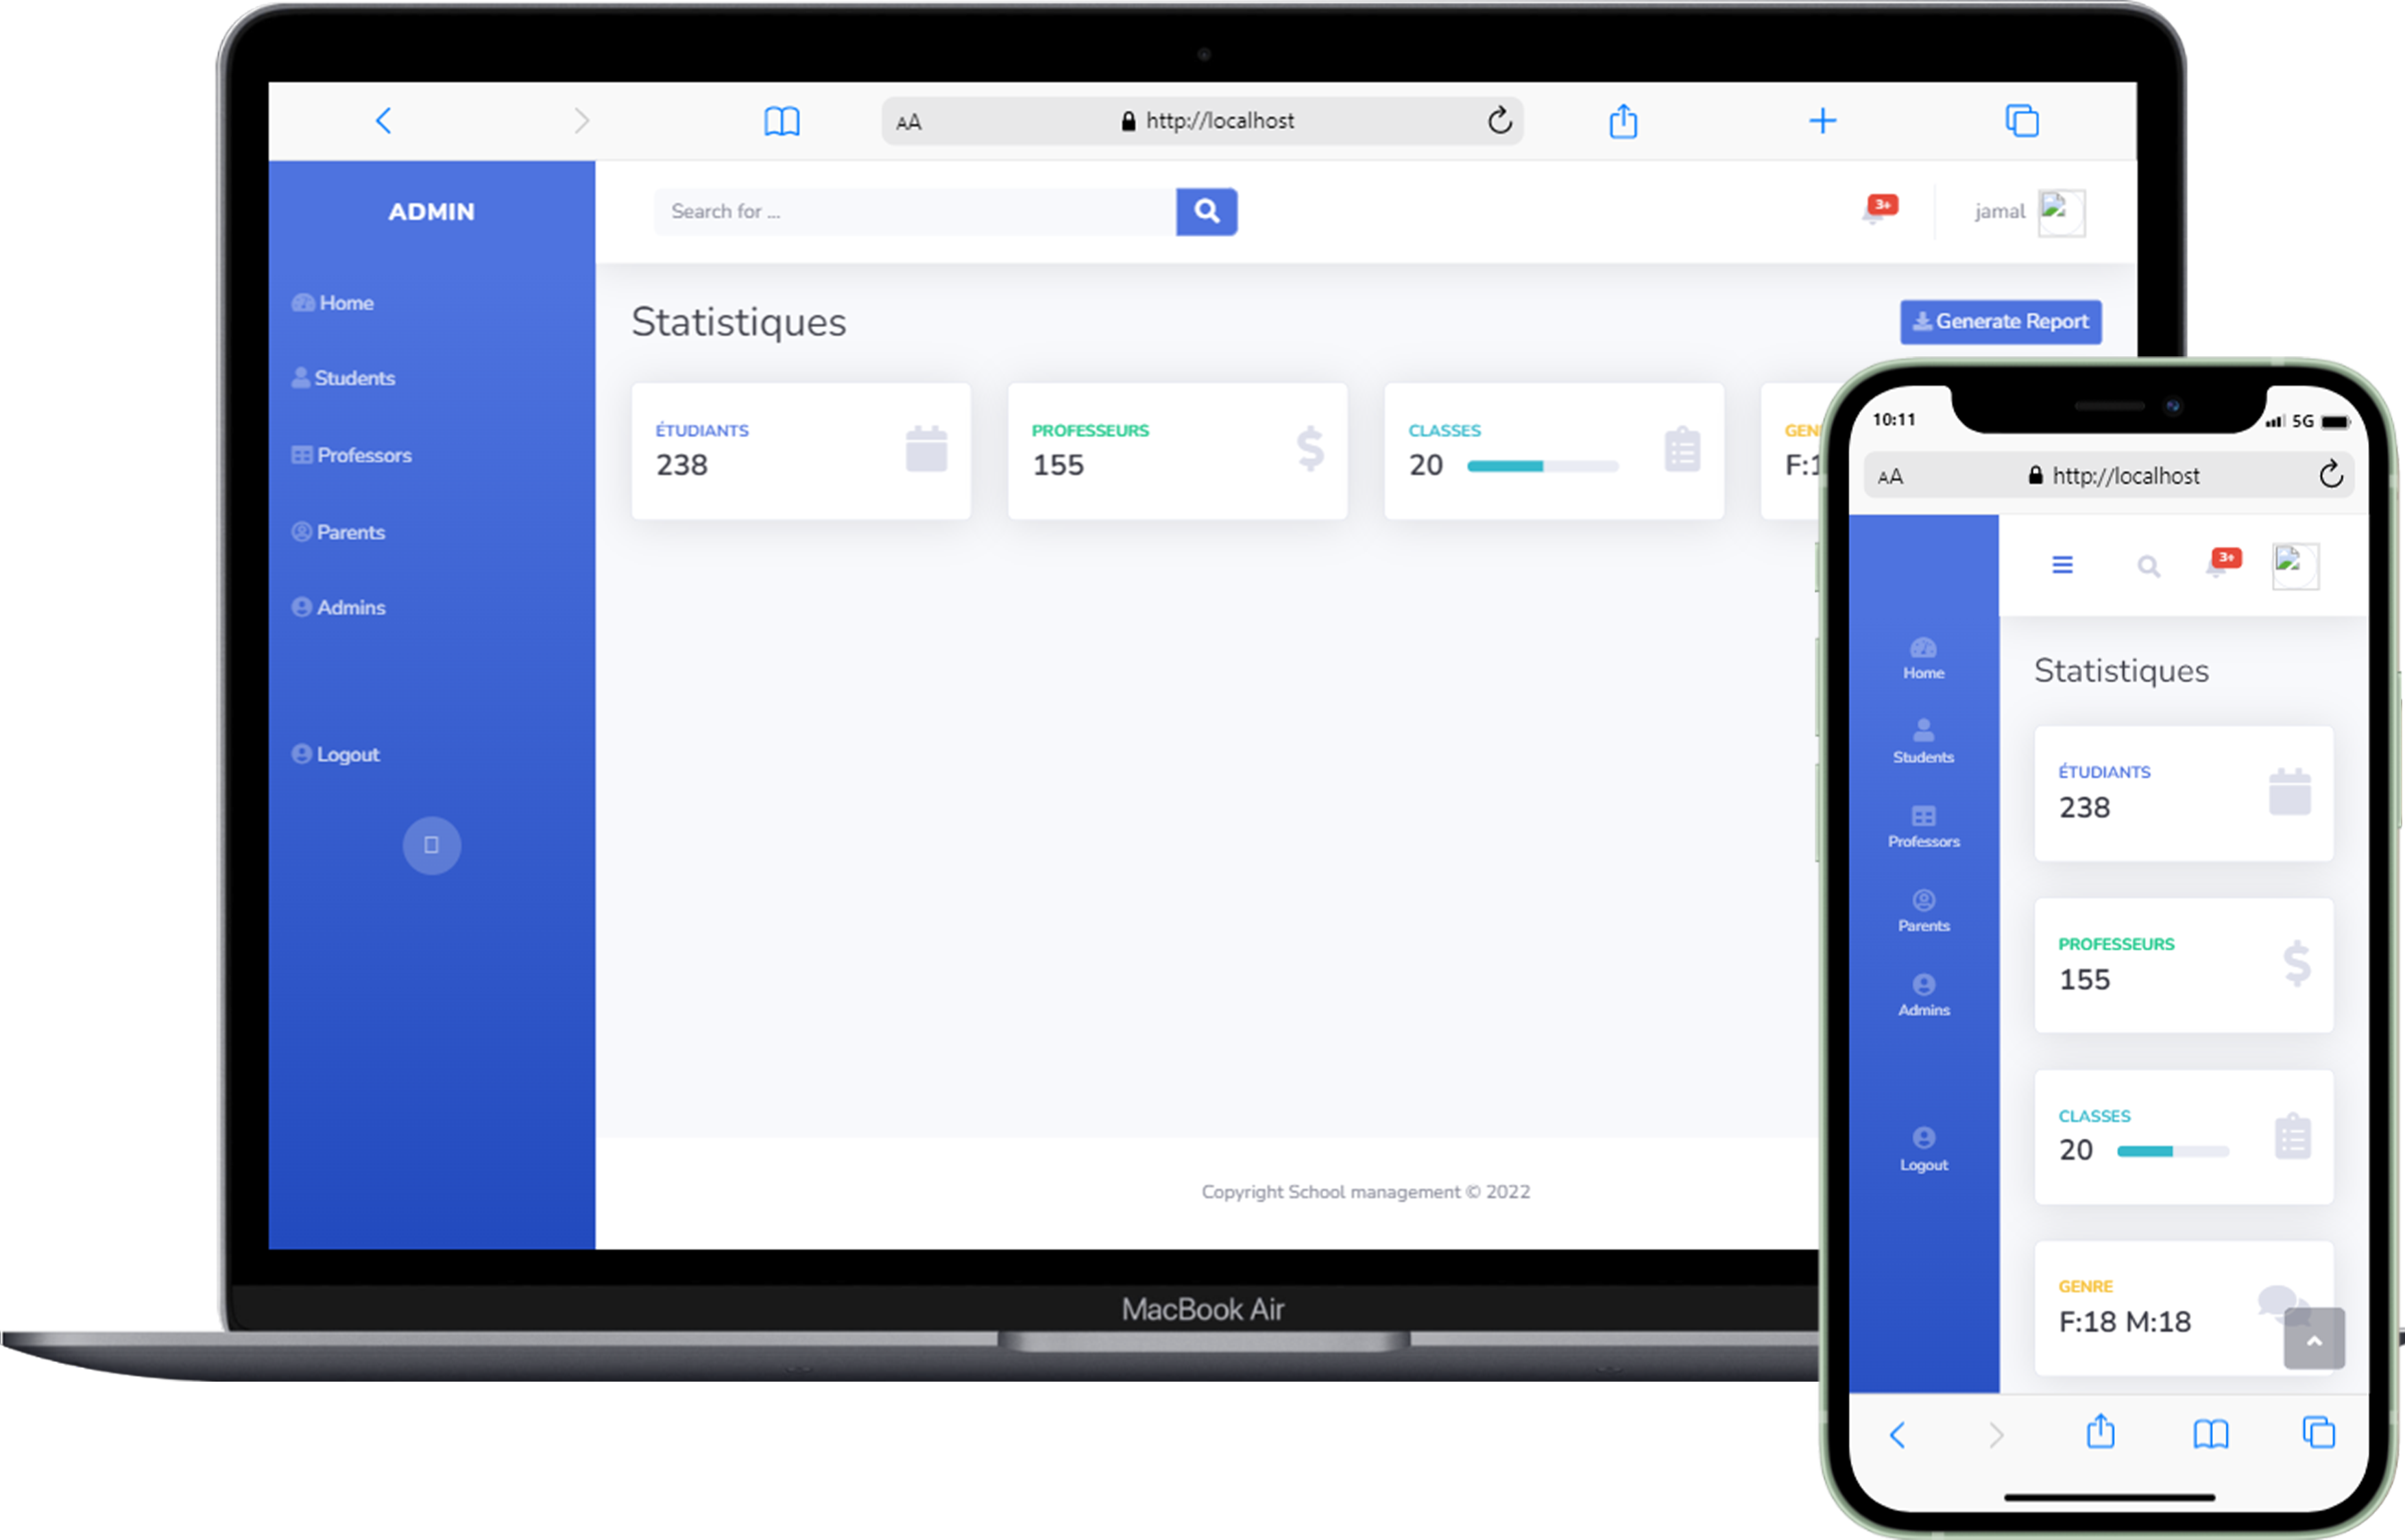 AA http://localhost
ADMIN
Search for ...
3+
jamal
Home
Students
Professors
Parents
Admins
Logout
Statistiques
Generate Report
ÉTUDIANTS
238
PROFESSEURS
155
CLASSES
20
F:1
Copyright School management © 2022
MacBook Air
10:11
5G
AA http://localhost
3+
Home
Students
Professors
Parents
Admins
Logout
Statistiques
ÉTUDIANTS
238
PROFESSEURS
155
CLASSES
20
GENRE
F:18 M:18